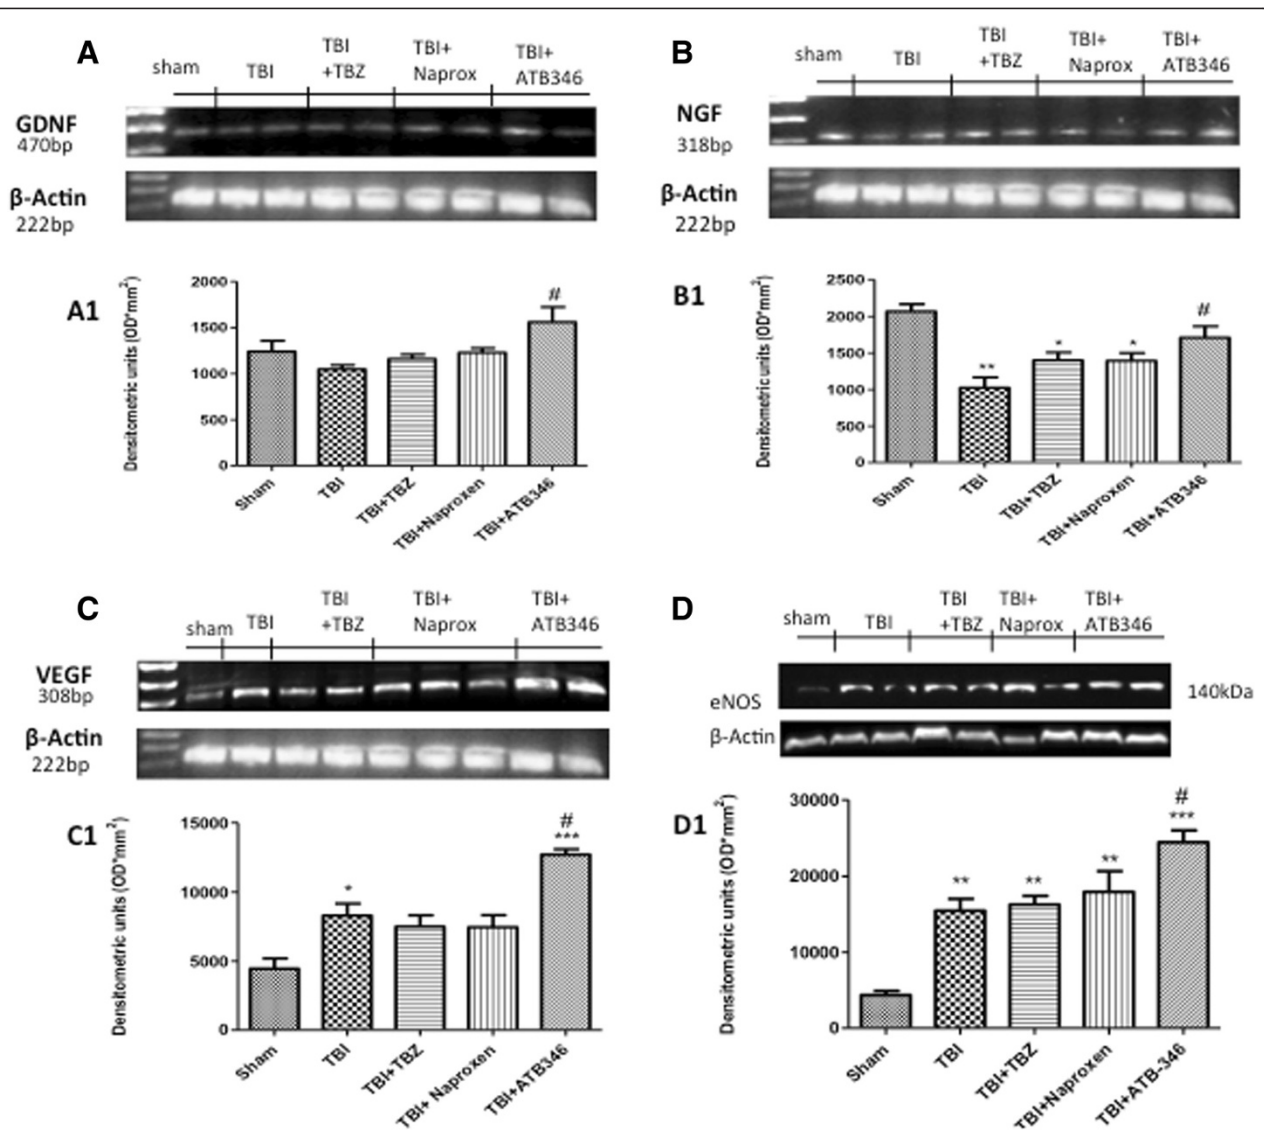 A
sham
TBI
TBI
+TBZ
TBI+
Naprox
TBI+
ATB346
GDNF
470bp
β-Actin
222bp
A1
Densitometric units (OD*mm²)
2000
1500
1000
500
0
#
Sham
TBI
TBI+TBZ
TBI+Naproxen
TBI+ATB346
B
sham
TBI
TBI
+TBZ
TBI+
Naprox
TBI+
ATB346
NGF
318bp
β-Actin
222bp
B1
Densitometric units (OD*mm²)
2500
2000
1500
1000
500
0
**
*
*
#
Sham
TBI
TBI+TBZ
TBI+Naproxen
TBI+ATB346
C
sham
TBI
TBI
+TBZ
TBI+
Naprox
TBI+
ATB346
VEGF
308bp
β-Actin
222bp
C1
Densitometric units (OD*mm²)
15000
10000
5000
0
*
#
***
Sham
TBI
TBI+TBZ
TBI+ Naproxen
TBI+ATB346
D
sham
TBI
TBI
+TBZ
TBI+
Naprox
TBI+
ATB346
eNOS
140kDa
β-Actin
D1
Densitometric units (OD*mm²)
30000
20000
10000
0
**
**
**
#
***
Sham
TBI
TBI+TBZ
TBI+Naproxen
TBI+ATB-346